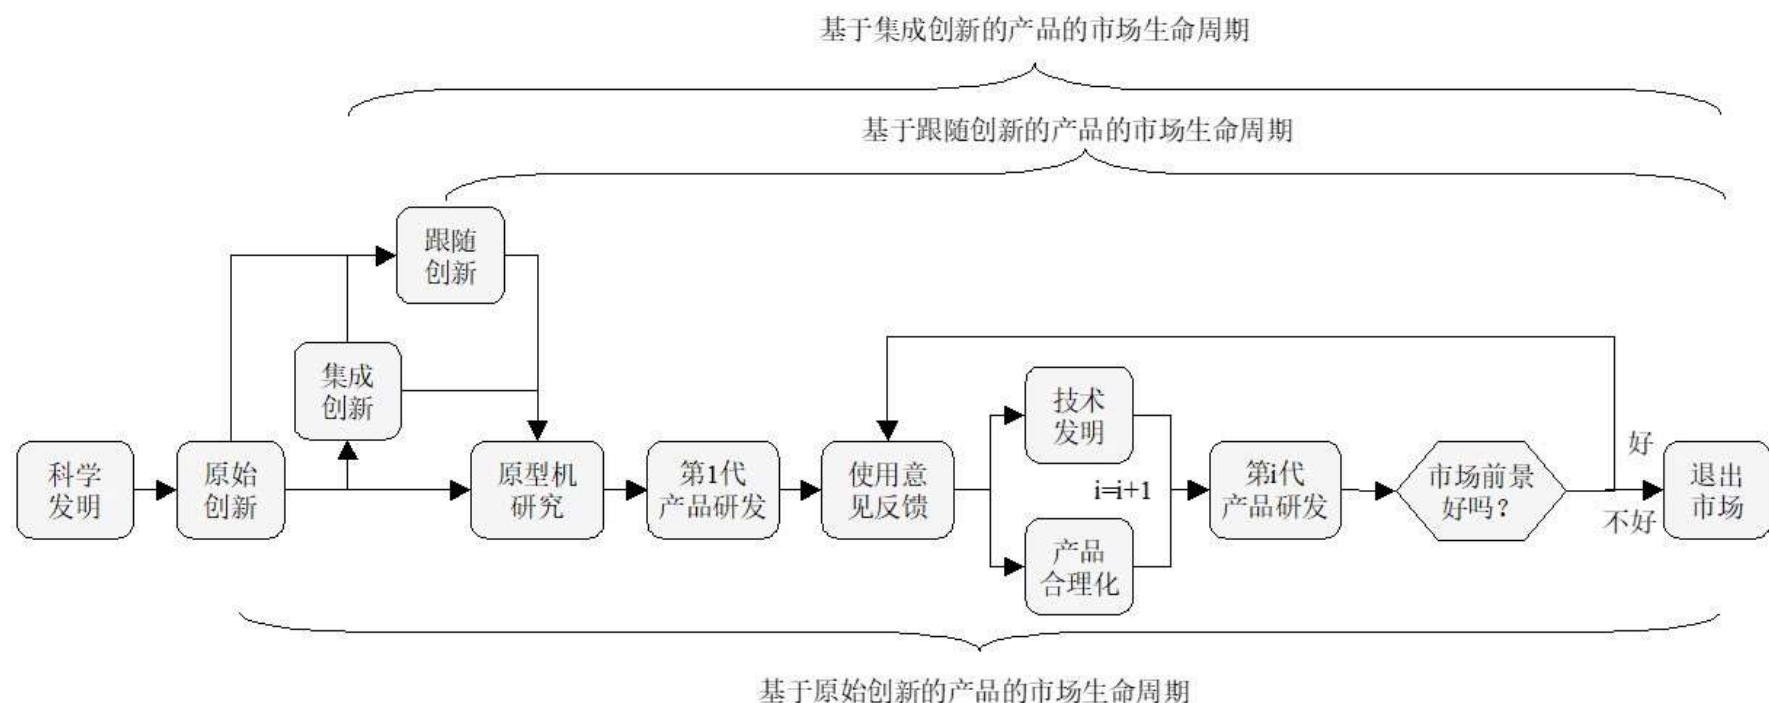 基于集成创新的产品的市场生命周期
基于跟随创新的产品的市场生命周期
跟随
创新
集成
创新
科学
发明
原始
创新
原型机
研究
第1代
产品研发
使用意
见反馈
技术
发明
i=i+1
产品
合理化
第i代
产品研发
市场前景
好吗?
好
不好
退出
市场
基于原始创新的产品的市场生命周期